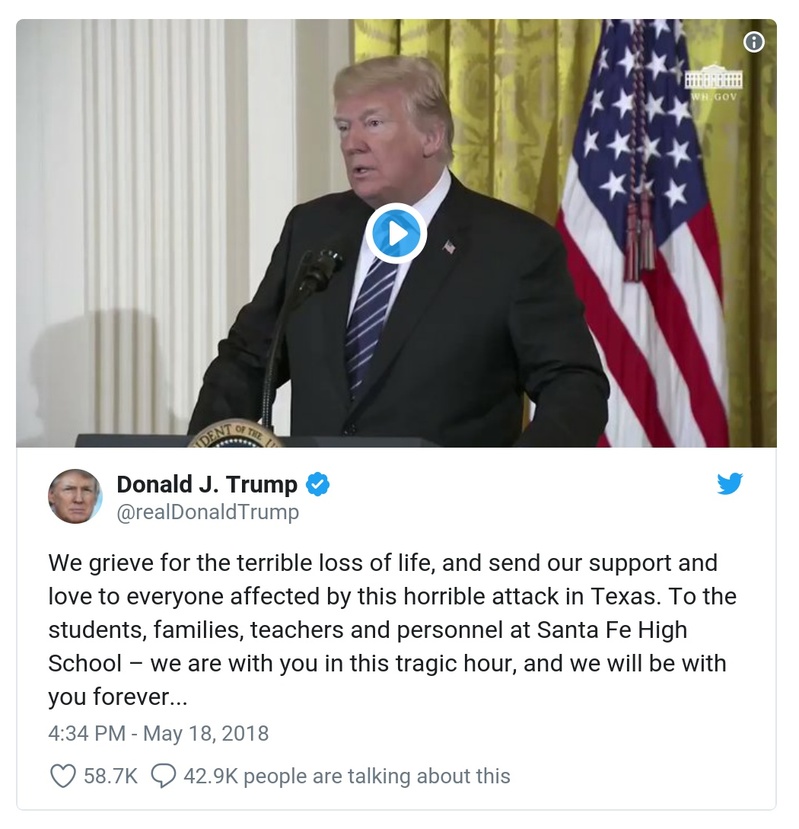 WH.GOV
DENT OF THE U
Donald J. Trump
@realDonaldTrump
We grieve for the terrible loss of life, and send our support and
love to everyone affected by this horrible attack in Texas. To the
students, families, teachers and personnel at Santa Fe High
School – we are with you in this tragic hour, and we will be with
you forever...
4:34 PM - May 18, 2018
58.7K 42.9K people are talking about this